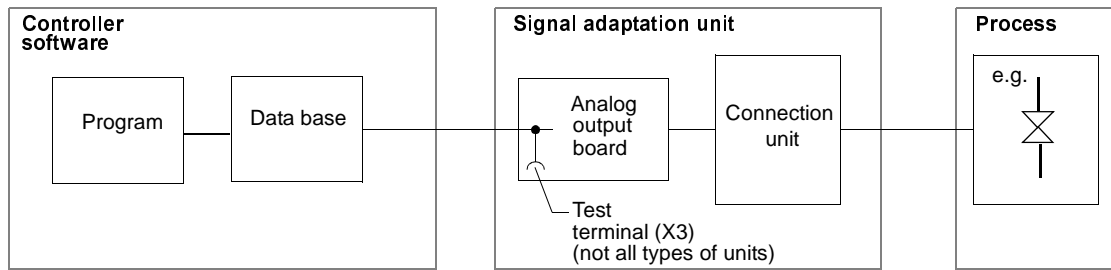 Controller
software
Program
Data base
Signal adaptation unit
Analog
output
board
Connection
unit
Test
terminal (X3)
(not all types of units)
Process
e.g.